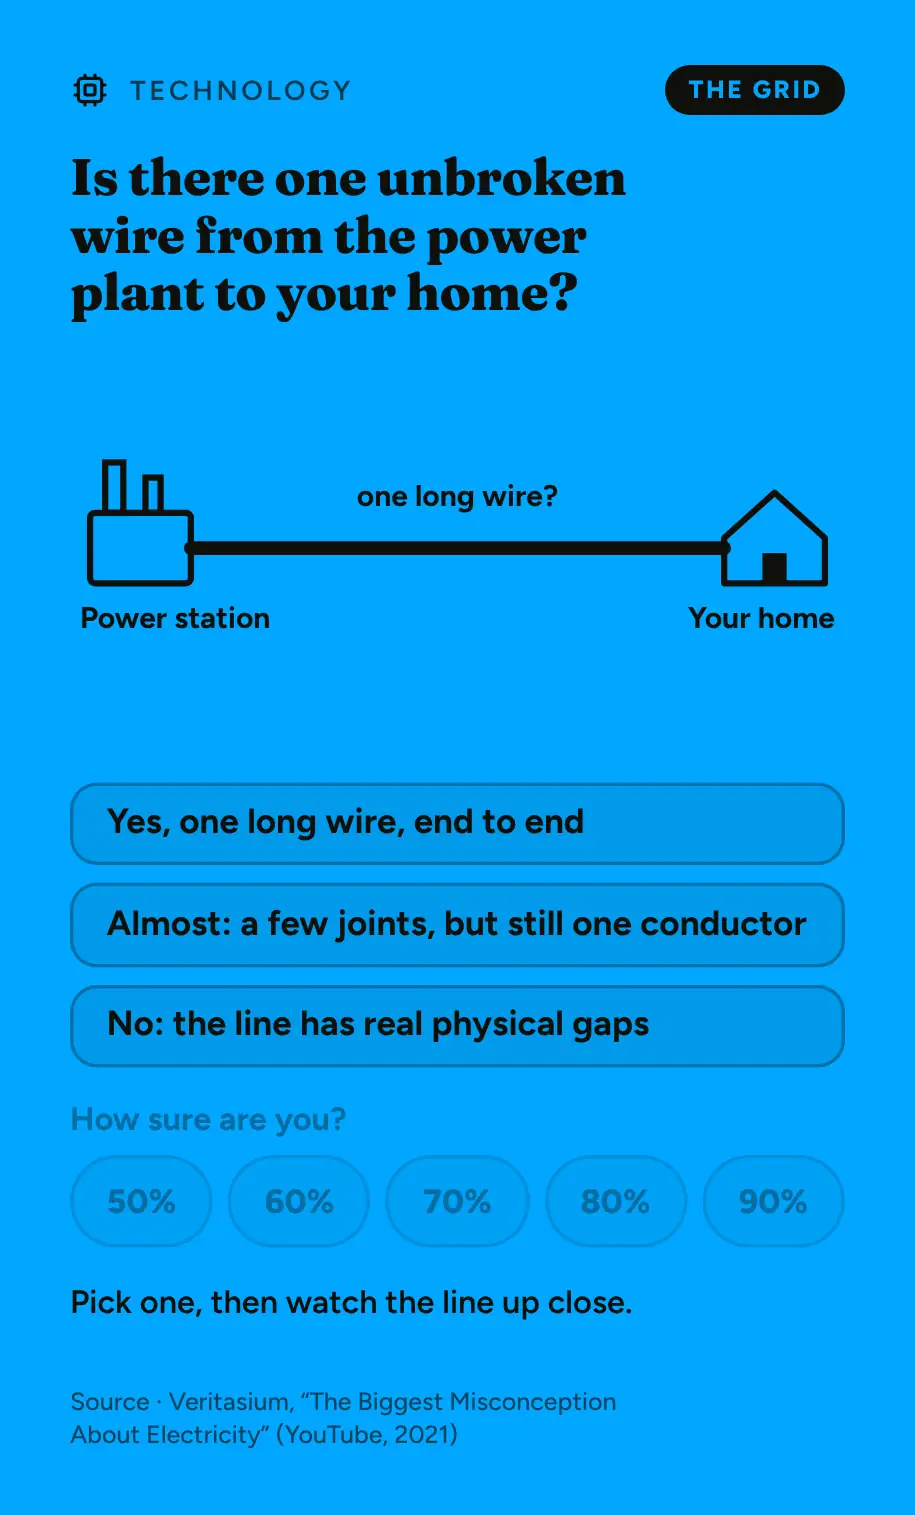 TECHNOLOGY
THE GRID
Is there one unbroken
wire from the power
plant to your home?
one long wire?
Power station
Your home
Yes, one long wire, end to end
Almost: a few joints, but still one conductor
No: the line has real physical gaps
How sure are you?
50%
60%
70%
80%
90%
Pick one, then watch the line up close.
Source · Veritasium, “The Biggest Misconception
About Electricity” (YouTube, 2021)